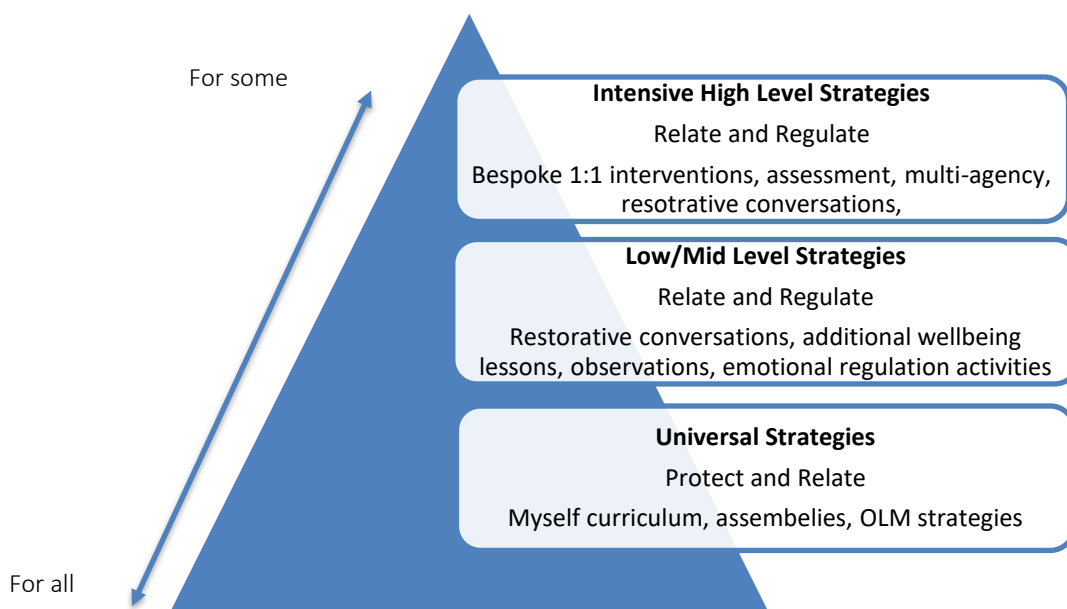 For some
Intensive High Level Strategies
Relate and Regulate
Bespoke 1:1 interventions, assessment, multi-agency,
resotrative conversations,
Low/Mid Level Strategies
Relate and Regulate
Restorative conversations, additional wellbeing
lessons, observations, emotional regulation activities
Universal Strategies
Protect and Relate
Myself curriculum, assembelies, OLM strategies
For all